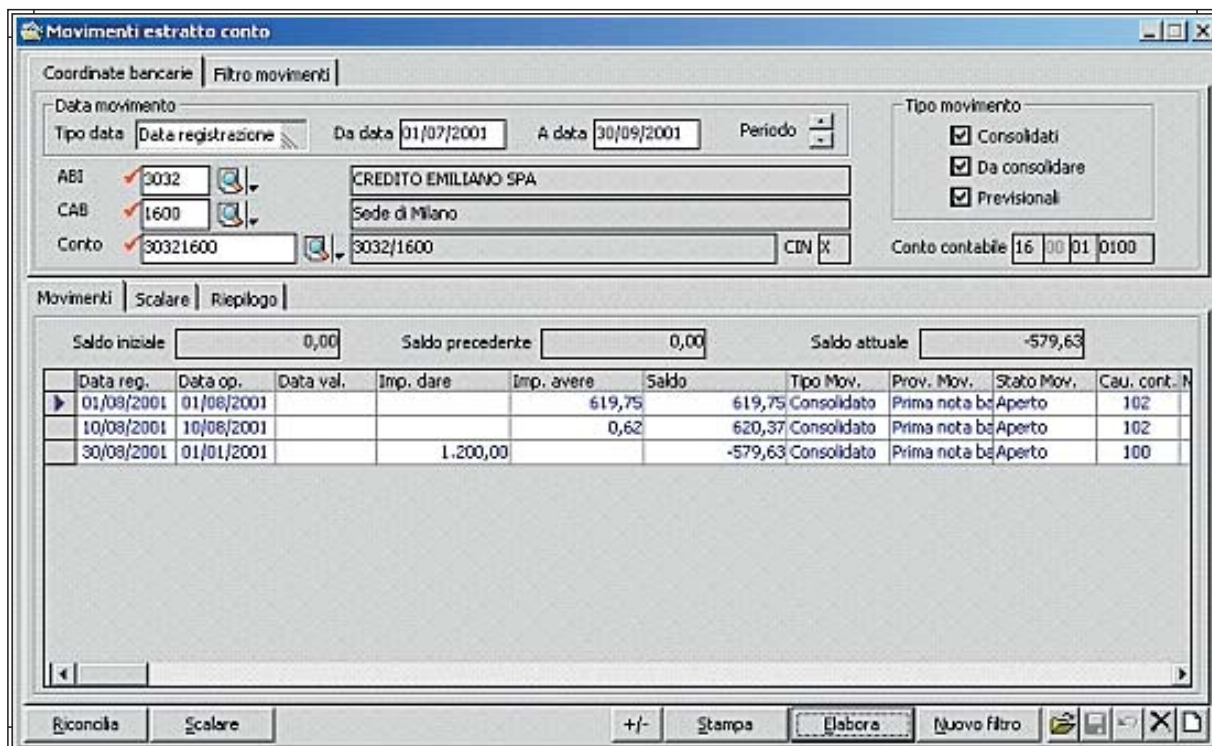 Movimenti estratto conto
Coordinate bancarie Filtro movimenti
Data movimento
Tipo data Data registrazione Da data 01/07/2001 A data 30/09/2001 Periodo
Tipo movimento
Consolidati
Da consolidare
Previsionali
ABI 3032 CREDITO EMILIANO SPA
CAB 1600 Sede di Milano
Conto 30321600 3032/1600 CIN X Conto contabile 16 00 01 0100
Movimenti Scalare Riepilogo
Saldo iniziale 0,00 Saldo precedente 0,00 Saldo attuale -579,63
Data reg. Data op. Data val. Imp. dare Imp. avere Saldo Tipo Mov. Prov. Mov. Stato Mov. Cau. cont. N
01/08/2001 01/08/2001 619,75 619,75 Consolidato Prima nota ba Aperto 102
10/08/2001 10/08/2001 0,62 620,37 Consolidato Prima nota ba Aperto 102
30/08/2001 01/01/2001 1.200,00 -579,63 Consolidato Prima nota ba Aperto 100
Riconcilia Scalare +/- Stampa Elabora Nuovo filtro